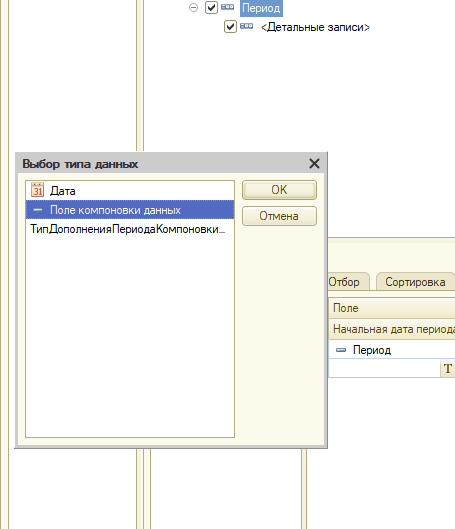 Период
<Детальные записи>
Выбор типа данных
31 Дата
OK
Поле компоновки данных
Отмена
ТипДополненияПериодаКомпоновки...
Отбор
Сортировка
Поле
Начальная дата периода
Период
T